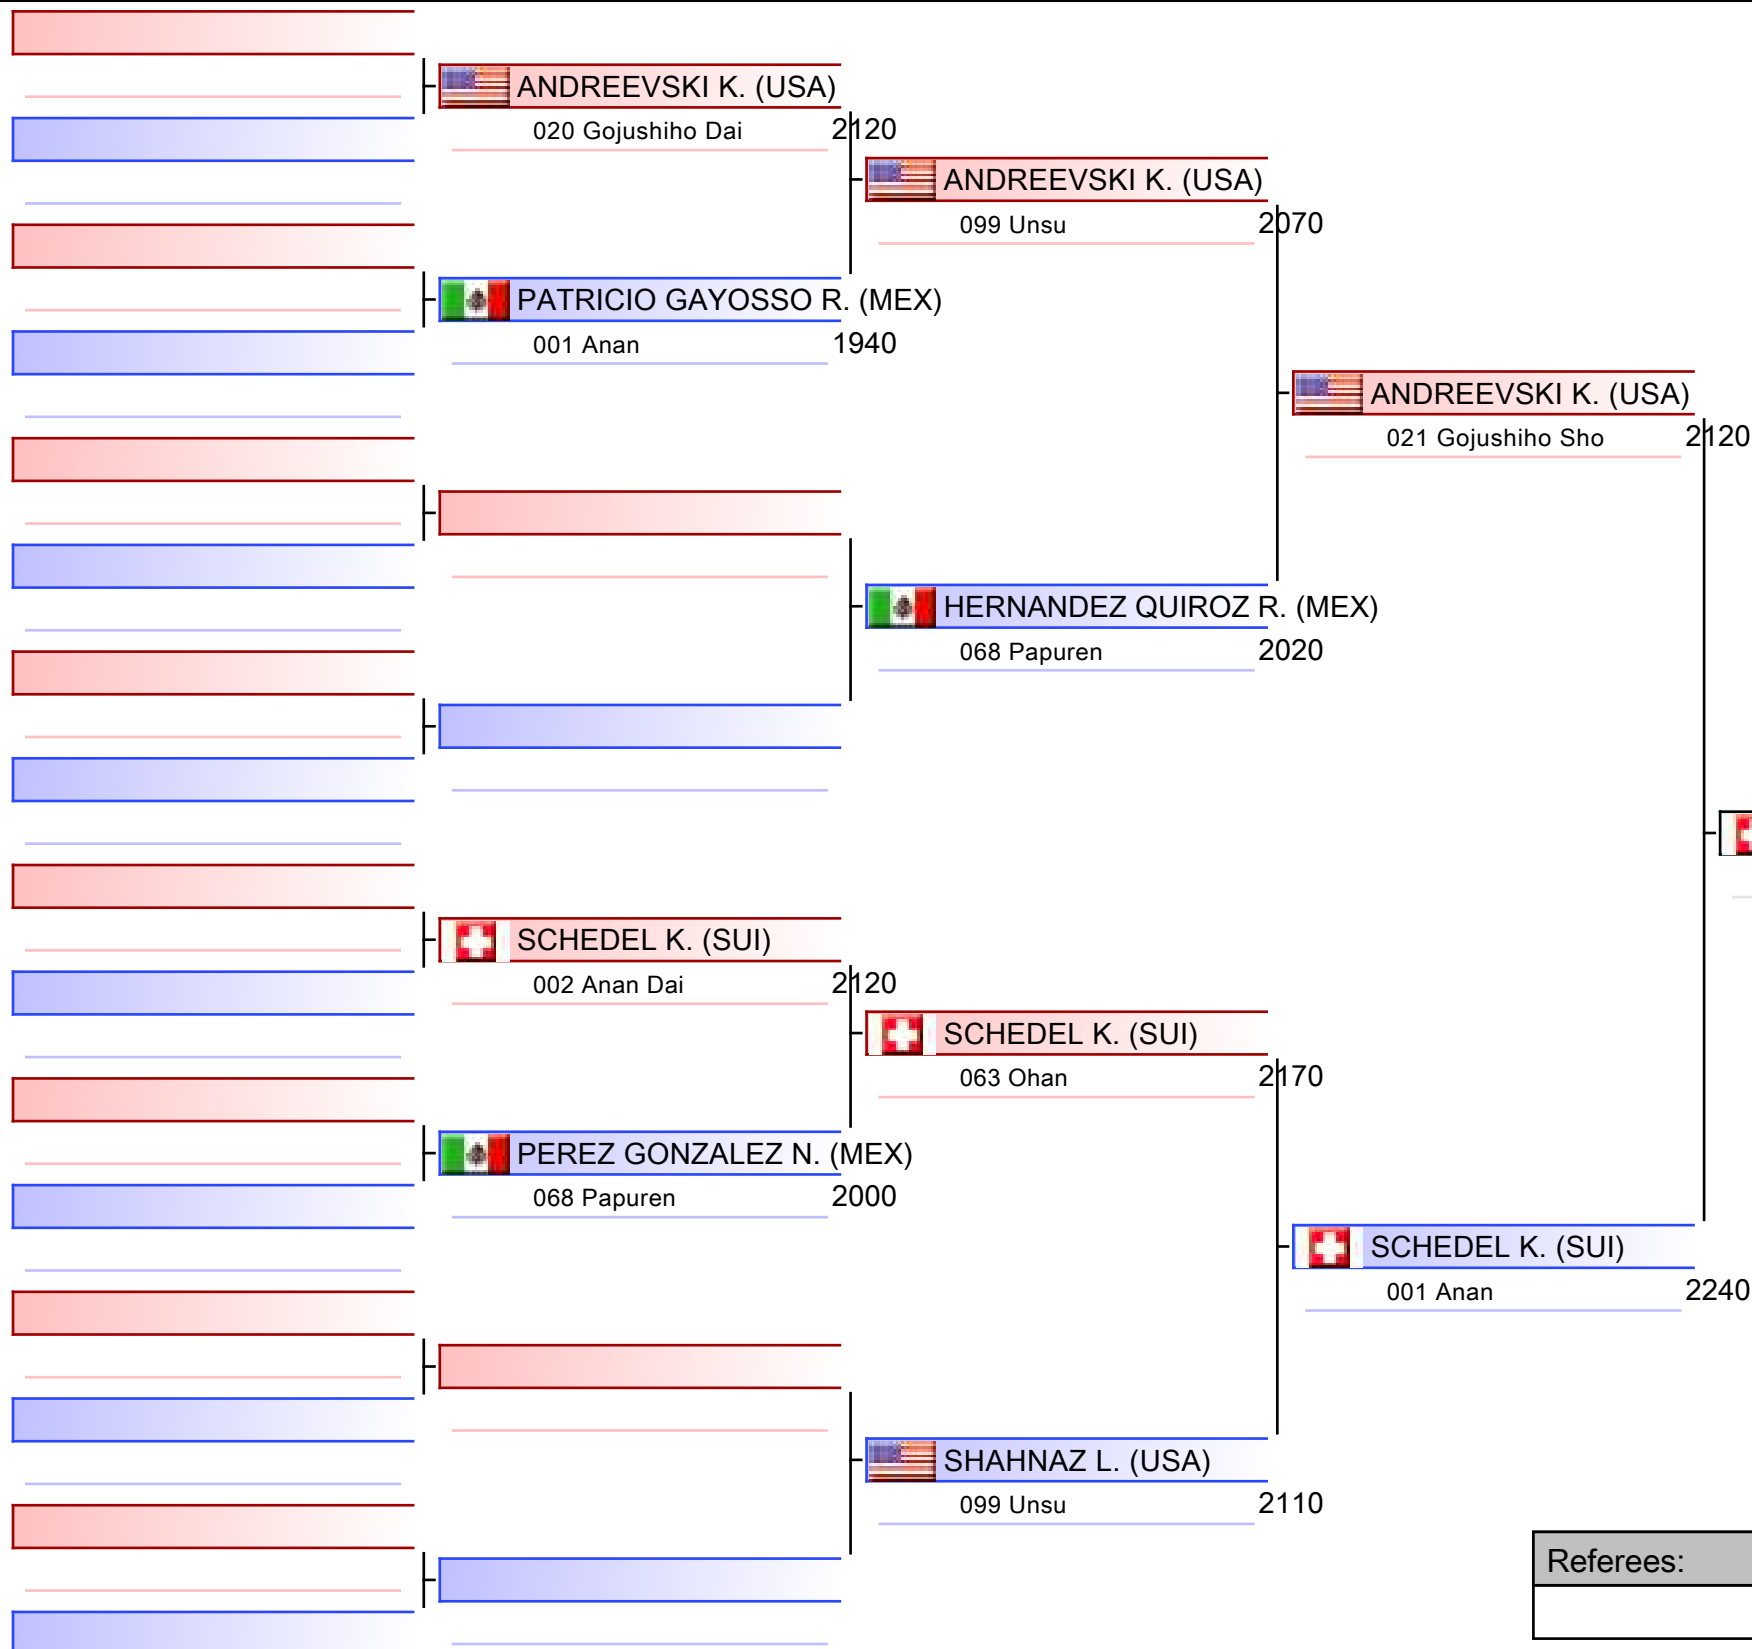 ANDREEVSKI K. (USA)
020 Gojushiho Dai 2120
PATRICIO GAYOSSO R. (MEX)
001 Anan 1940
SCHEDEL K. (SUI)
002 Anan Dai 2120
PEREZ GONZALEZ N. (MEX)
068 Papuren 2000
ANDREEVSKI K. (USA)
099 Unsu 2070
HERNANDEZ QUIROZ R. (MEX)
068 Papuren 2020
SCHEDEL K. (SUI)
063 Ohan 2170
SHAHNAZ L. (USA)
099 Unsu 2110
ANDREEVSKI K. (USA)
021 Gojushiho Sho 2120
SCHEDEL K. (SUI)
001 Anan 2240
Referees: